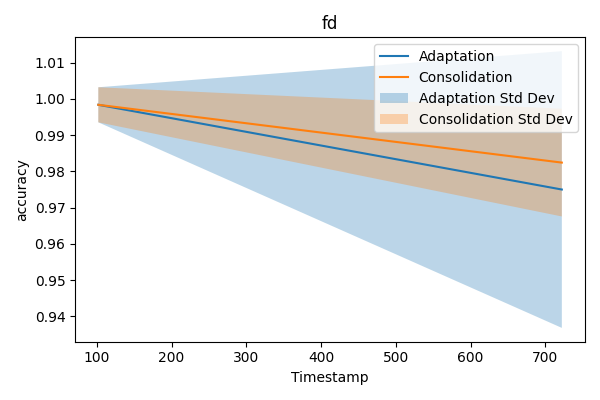 fd
Adaptation
Consolidation
Adaptation Std Dev
Consolidation Std Dev
1.01
1.00
0.99
0.98
0.97
0.96
0.95
0.94
accuracy
100 200 300 400 500 600 700
Timestamp